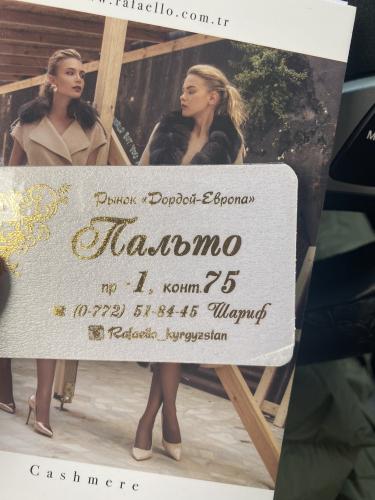 www.rafaello.com.tr
Рынок «Дордой-Европа»
Пальто
пр -1, конт. 75
(0-772) 51-84-45 Шариф
Rafaello_kyrgyzstan
Cashmere